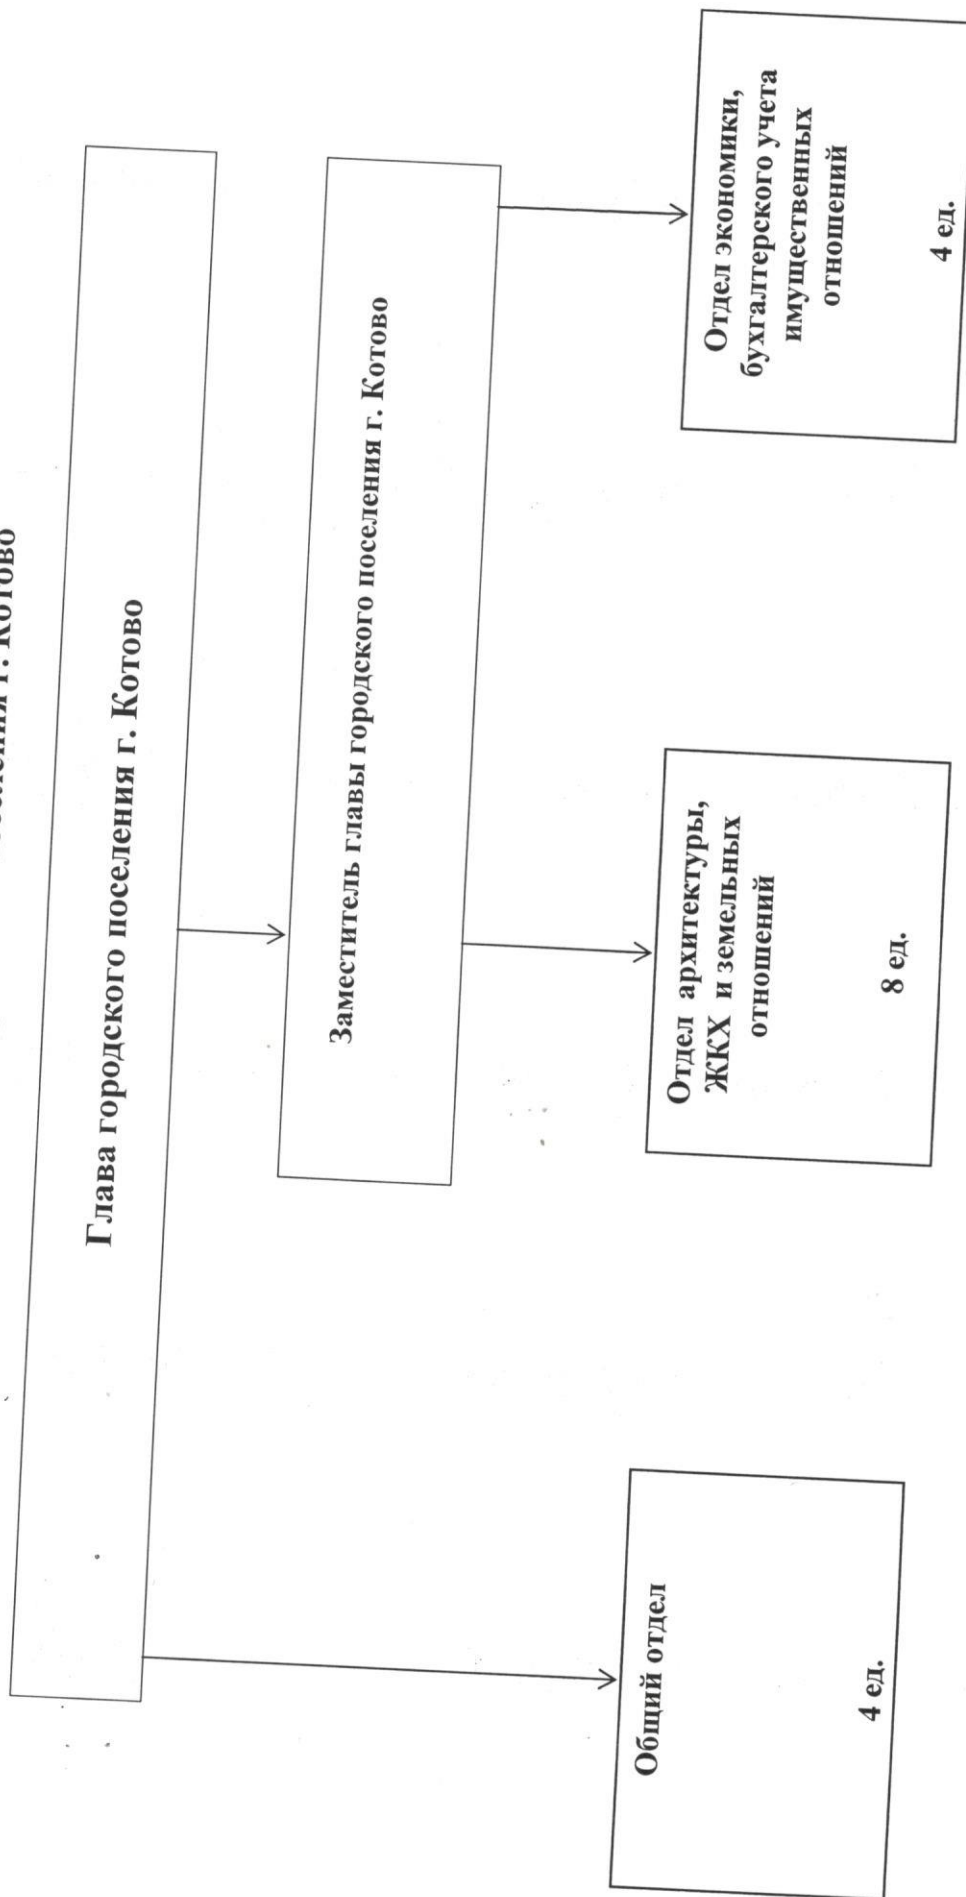 г. Котово
Глава городского поселения г. Котово
Заместитель главы городского поселения г. Котово
Общий отдел
4 ед.
Отдел архитектуры,
ЖКХ и земельных
отношений
8 ед.
Отдел экономики,
бухгалтерского учета
имущественных
отношений
4 ед.